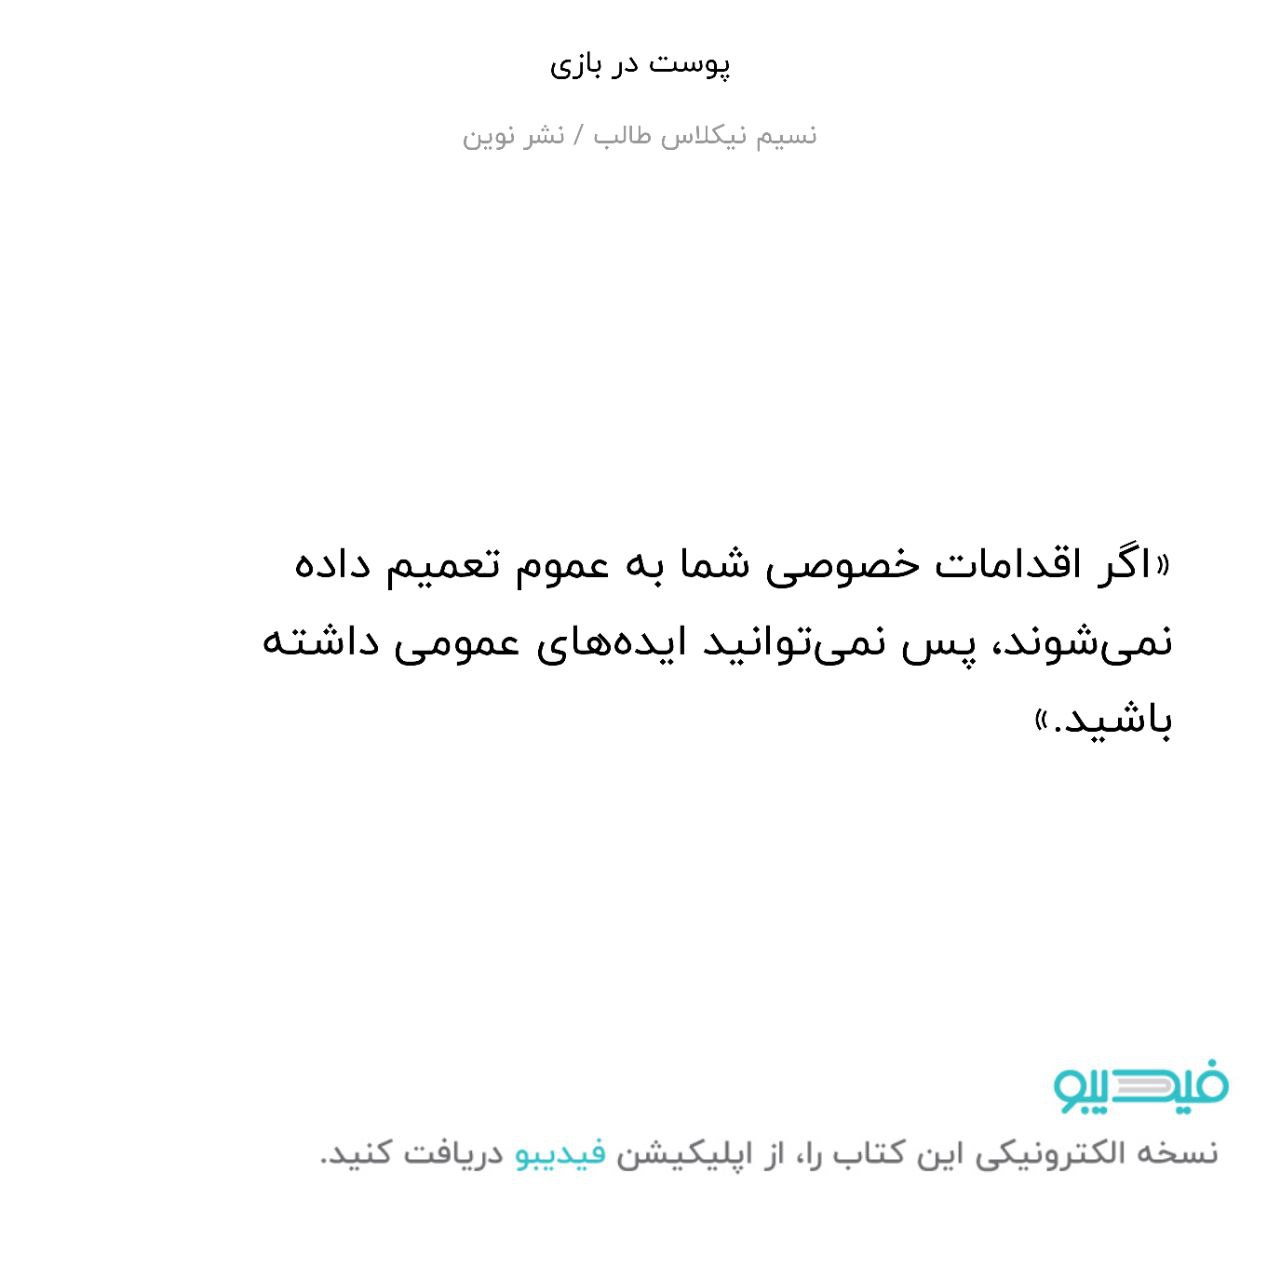 پوست در بازی
نسیم نیکلاس طالب / نشر نوین
«اگر اقدامات خصوصی شما به عموم تعمیم داده
نمی‌شوند، پس نمی‌توانید ایده‌های عمومی داشته
باشید.»
فیدیبو
نسخه الکترونیکی این کتاب را، از اپلیکیشن فیدیبو دریافت کنید.